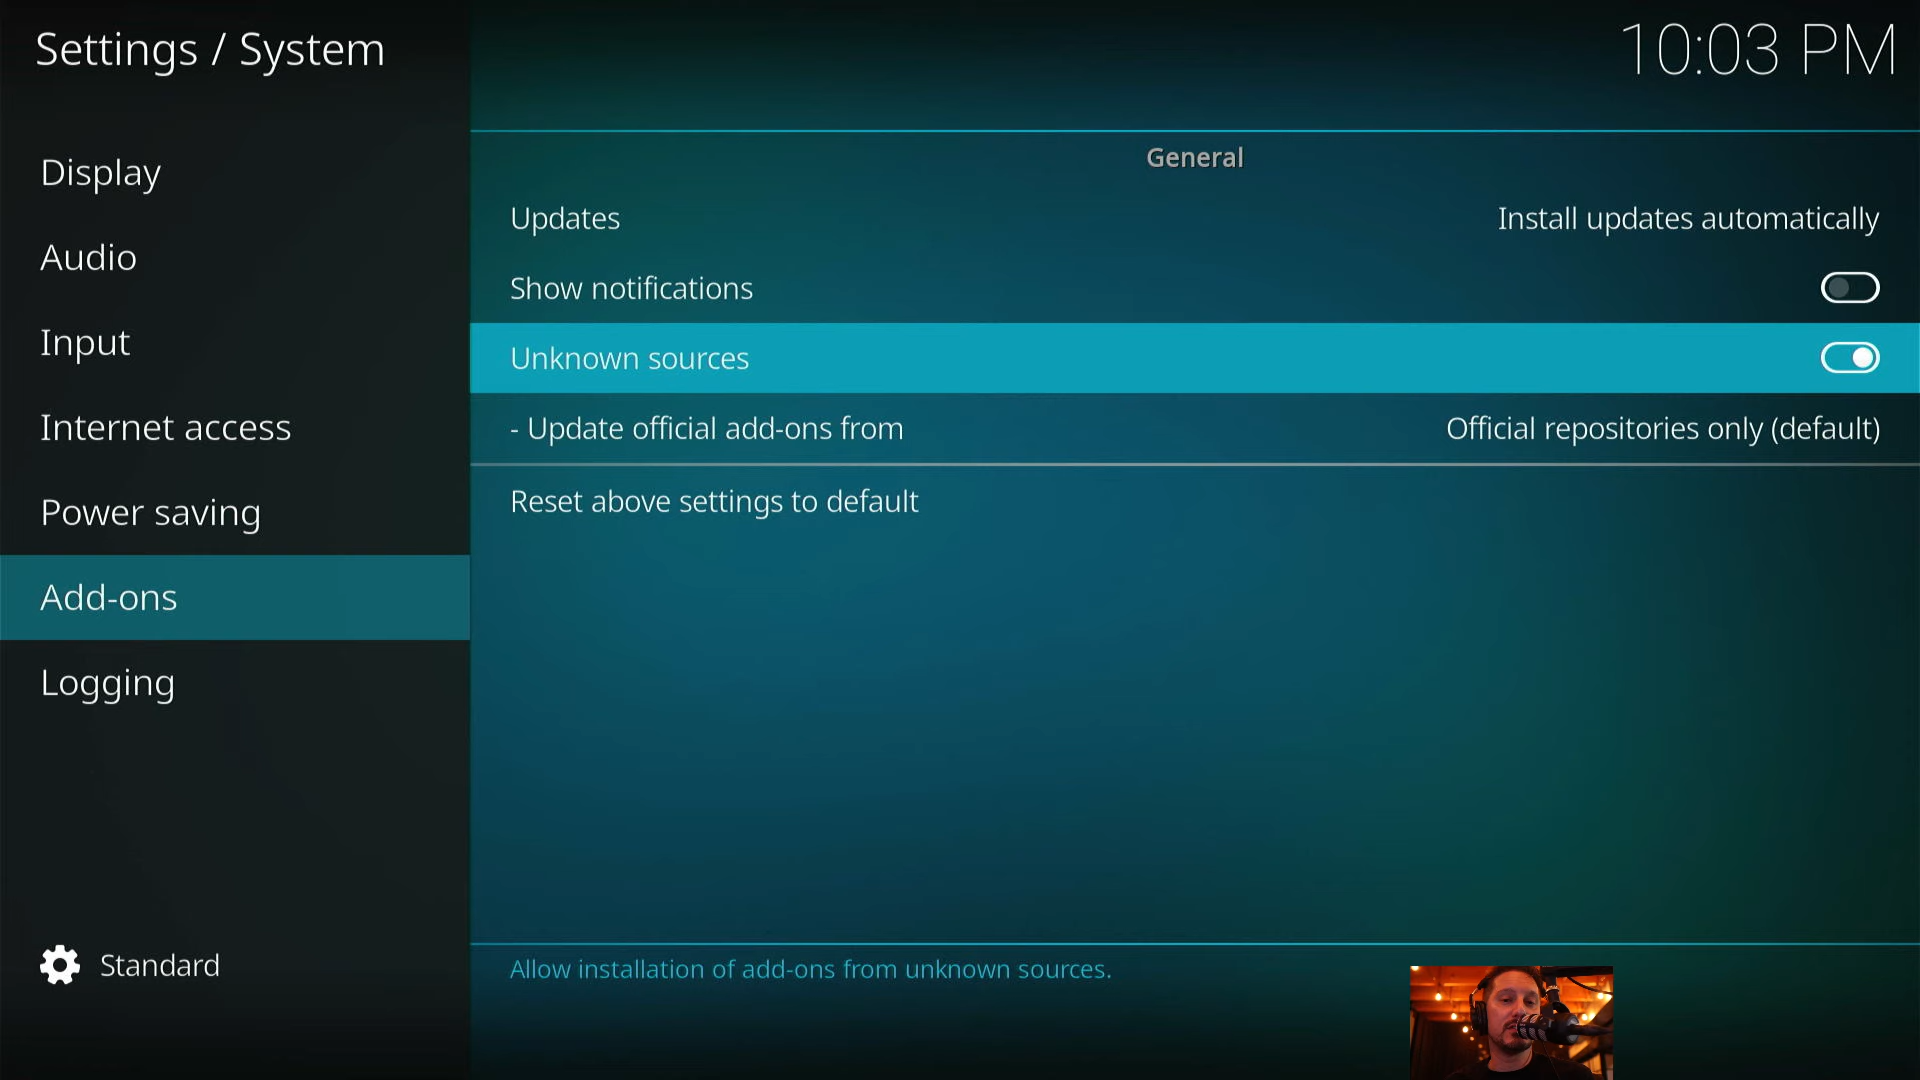 Settings / System
10:03 PM
Display
Audio
Input
Internet access
Power saving
Add-ons
Logging
Standard
General
Updates
Install updates automatically
Show notifications
Unknown sources
- Update official add-ons from
Official repositories only (default)
Reset above settings to default
Allow installation of add-ons from unknown sources.